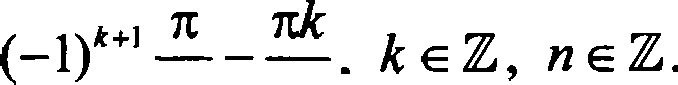 (−1)^{k+1} π/ − πk/ . k ∈ ℤ, n ∈ ℤ.